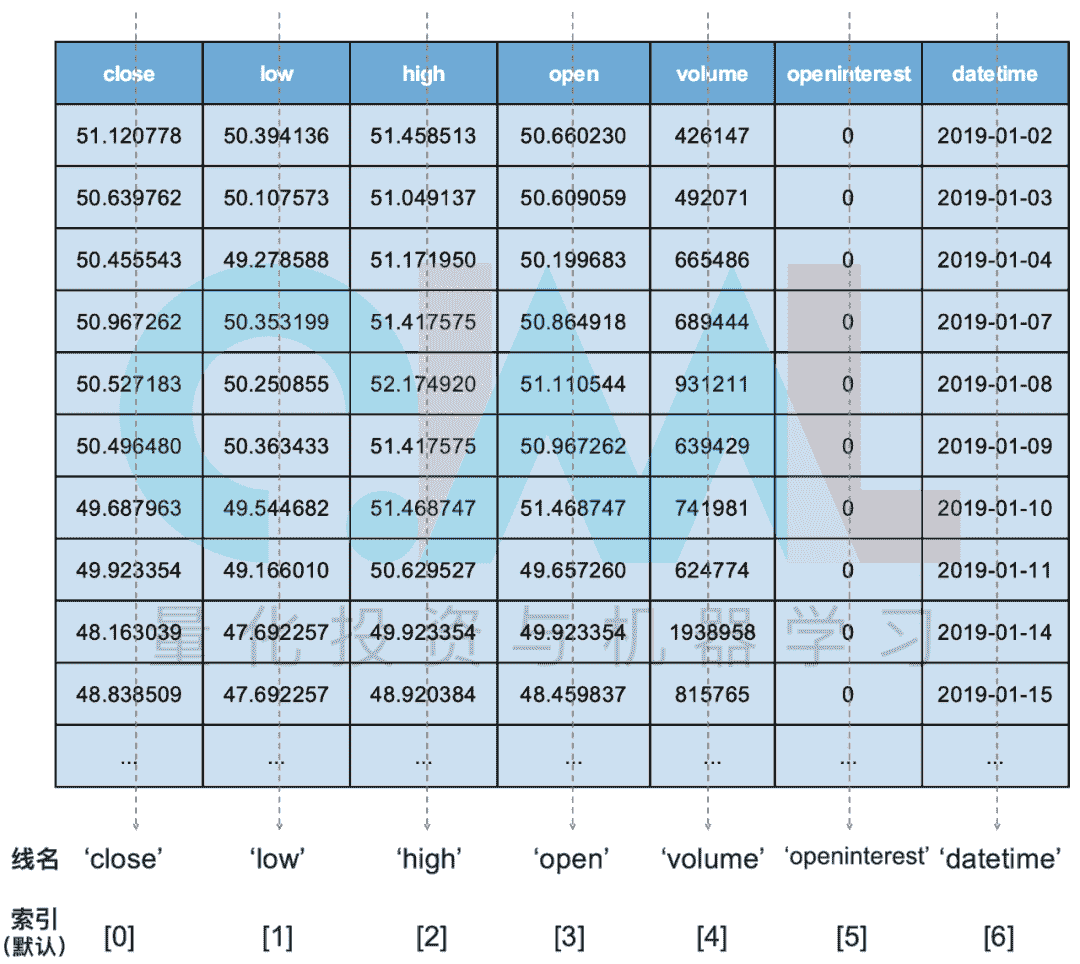 close low high open volume openinterest datetime
51.120778 50.394136 51.458513 50.660230 426147 0 2019-01-02
50.639762 50.107573 51.049137 50.609059 492071 0 2019-01-03
50.455543 49.278588 51.171950 50.199683 665486 0 2019-01-04
50.967262 50.353199 51.417575 50.864918 689444 0 2019-01-07
50.527183 50.250855 52.174920 51.110544 931211 0 2019-01-08
50.496480 50.363433 51.417575 50.967262 639429 0 2019-01-09
49.687963 49.544682 51.468747 51.468747 741981 0 2019-01-10
49.923354 49.166010 50.629527 49.657260 624774 0 2019-01-11
48.163039 47.692257 49.923354 49.923354 1938958 0 2019-01-14
48.838509 47.692257 48.920384 48.459837 815765 0 2019-01-15
... ... ... ... ... ... ...
QML
量化投资与机器学习
线名 ‘close’ ‘low’ ‘high’ ‘open’ ‘volume’ ‘openinterest’ ‘datetime’
索引
(默认) [0] [1] [2] [3] [4] [5] [6]